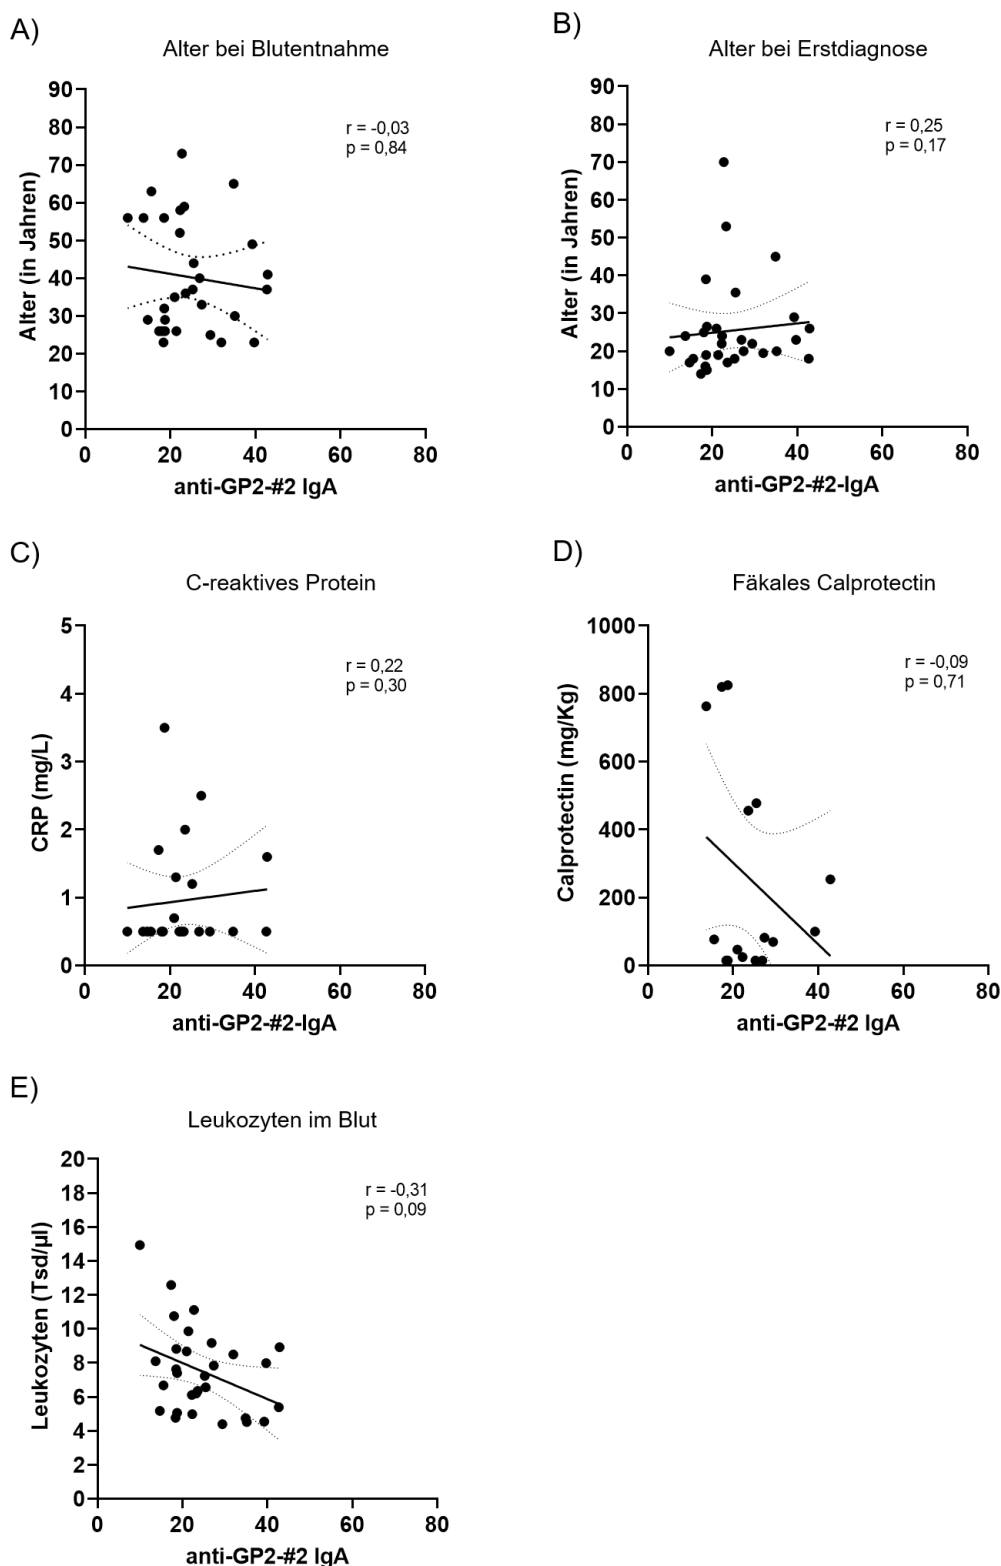 A)
Alter bei Blutentnahme
r = -0,03
p = 0,84
Alter (in Jahren)
90
80
70
60
50
40
30
20
10
0
0 20 40 60 80
anti-GP2-#2 IgA
B)
Alter bei Erstdiagnose
r = 0,25
p = 0,17
Alter (in Jahren)
90
80
70
60
50
40
30
20
10
0
0 20 40 60 80
anti-GP2-#2-IgA
C)
C-reaktives Protein
r = 0,22
p = 0,30
CRP (mg/L)
5
4
3
2
1
0
0 20 40 60 80
anti-GP2-#2-IgA
D)
Fäkales Calprotectin
r = -0,09
p = 0,71
Calprotectin (mg/Kg)
1000
800
600
400
200
0
0 20 40 60 80
anti-GP2-#2 IgA
E)
Leukozyten im Blut
r = -0,31
p = 0,09
Leukozyten (Tsd/µl)
20
18
16
14
12
10
8
6
4
2
0
0 20 40 60 80
anti-GP2-#2 IgA